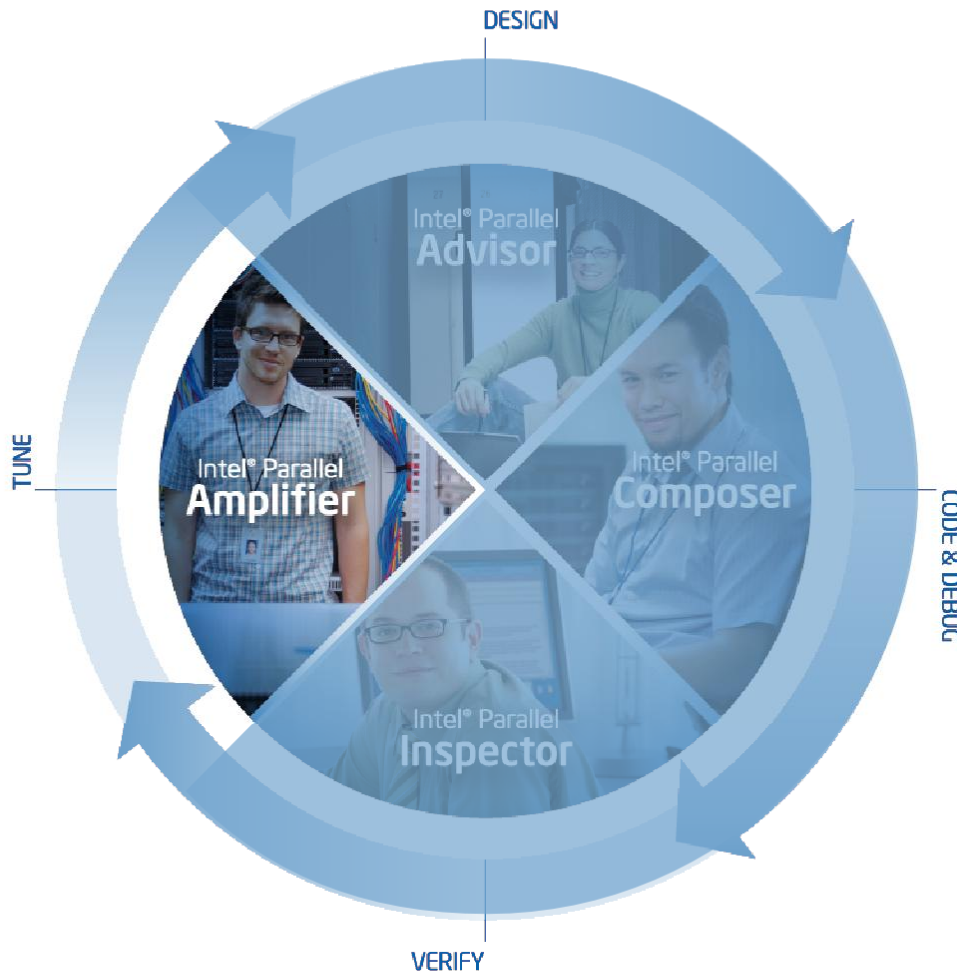 DESIGN
Intel® Parallel
Advisor
TUNE
Intel® Parallel
Amplifier
Intel® Parallel
Composer
CODE & DEBUG
Intel® Parallel
Inspector
VERIFY